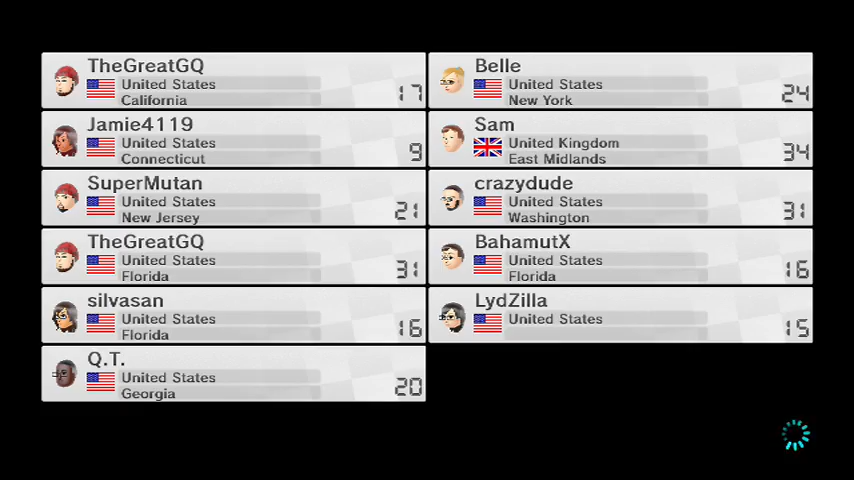 TheGreatGQ
United States
California
17
Jamie4119
United States
Connecticut
9
SuperMutan
United States
New Jersey
21
TheGreatGQ
United States
Florida
31
silvasan
United States
Florida
16
Q.T.
United States
Georgia
20
Belle
United States
New York
24
Sam
United Kingdom
East Midlands
34
crazydude
United States
Washington
31
BahamutX
United States
Florida
16
LydZilla
United States
15